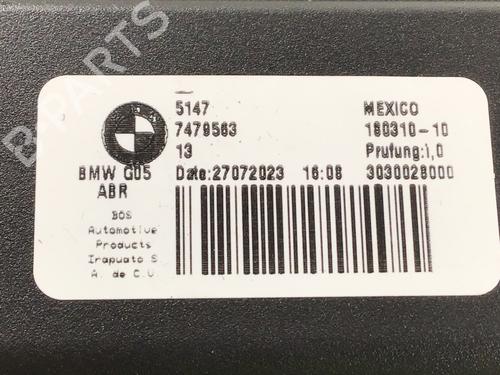 B-PARTS
5147 MEXICO
7479563 180310-10
13 Prufung:i,0
BMW G05 Date:27072023 16:08 3030028000
ABR
BOS
Automotive
Products
Irapuato S
A. de C.V.